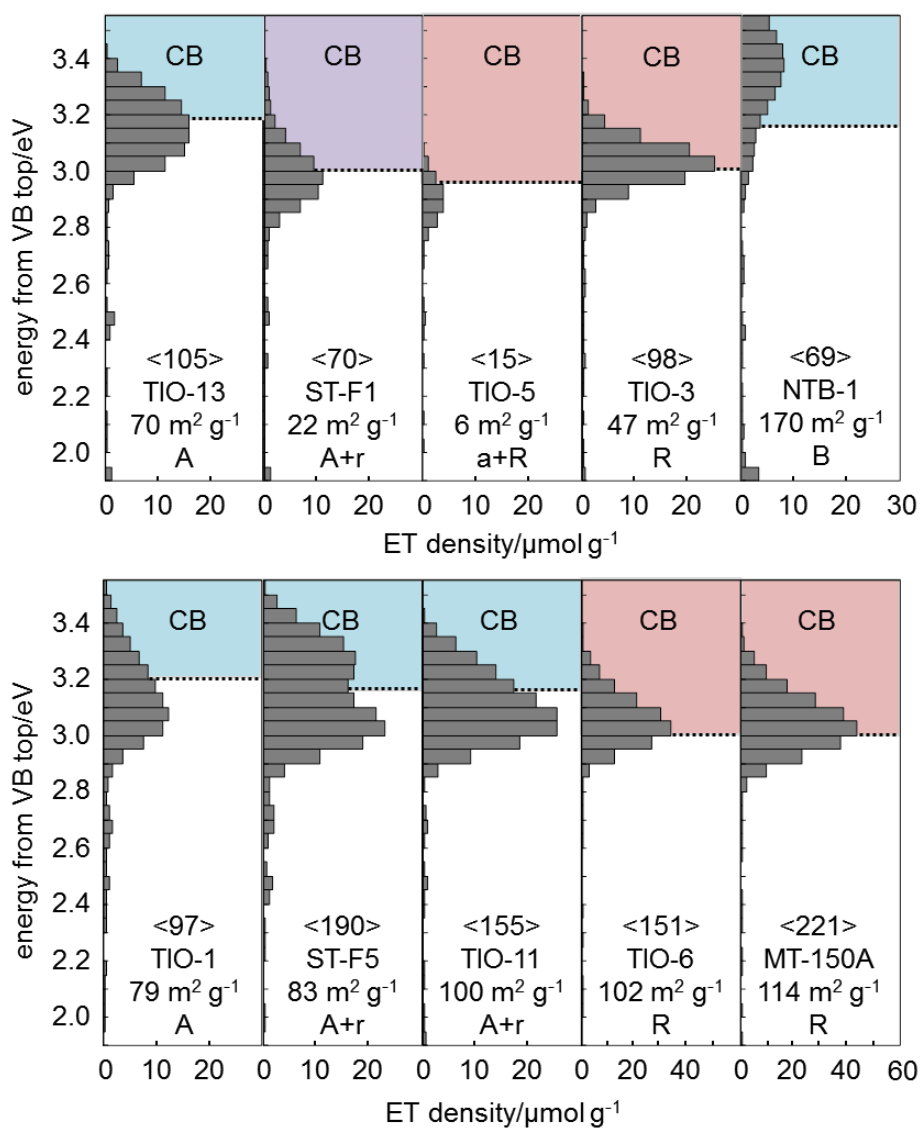 CB CB CB CB CB
energy from VB top/eV
3.4
3.2
3.0
2.8
2.6
2.4
2.2
2.0
<105> <70> <15> <98> <69>
TIO-13 ST-F1 TIO-5 TIO-3 NTB-1
70 m² g⁻¹ 22 m² g⁻¹ 6 m² g⁻¹ 47 m² g⁻¹ 170 m² g⁻¹
A A+r a+R R B
0 10 20 0 10 20 0 10 20 0 10 20 0 10 20 30
ET density/µmol g⁻¹
CB CB CB CB CB
energy from VB top/eV
3.4
3.2
3.0
2.8
2.6
2.4
2.2
2.0
<97> <190> <155> <151> <221>
TIO-1 ST-F5 TIO-11 TIO-6 MT-150A
79 m² g⁻¹ 83 m² g⁻¹ 100 m² g⁻¹ 102 m² g⁻¹ 114 m² g⁻¹
A A+r A+r R R
0 10 20 0 10 20 0 10 20 0 20 40 0 20 40 60
ET density/µmol g⁻¹